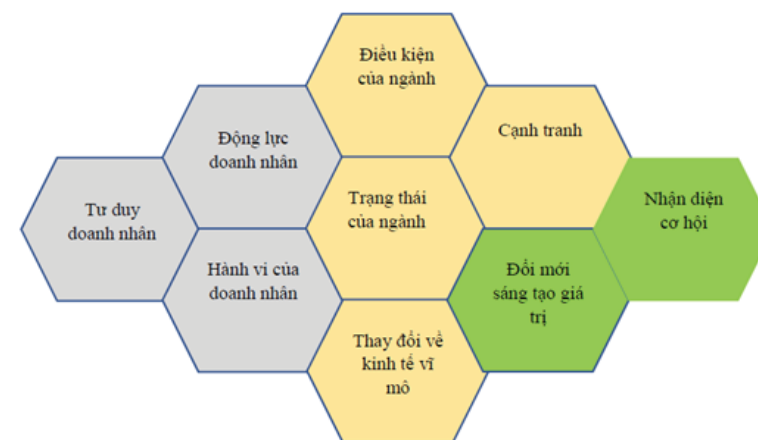 Điều kiện
của ngành
Động lực
doanh nhân
Cạnh tranh
Tư duy
doanh nhân
Trạng thái
của ngành
Nhận diện
cơ hội
Hành vi của
doanh nhân
Đổi mới
sáng tạo giá
trị
Thay đổi về
kinh tế vĩ
mô